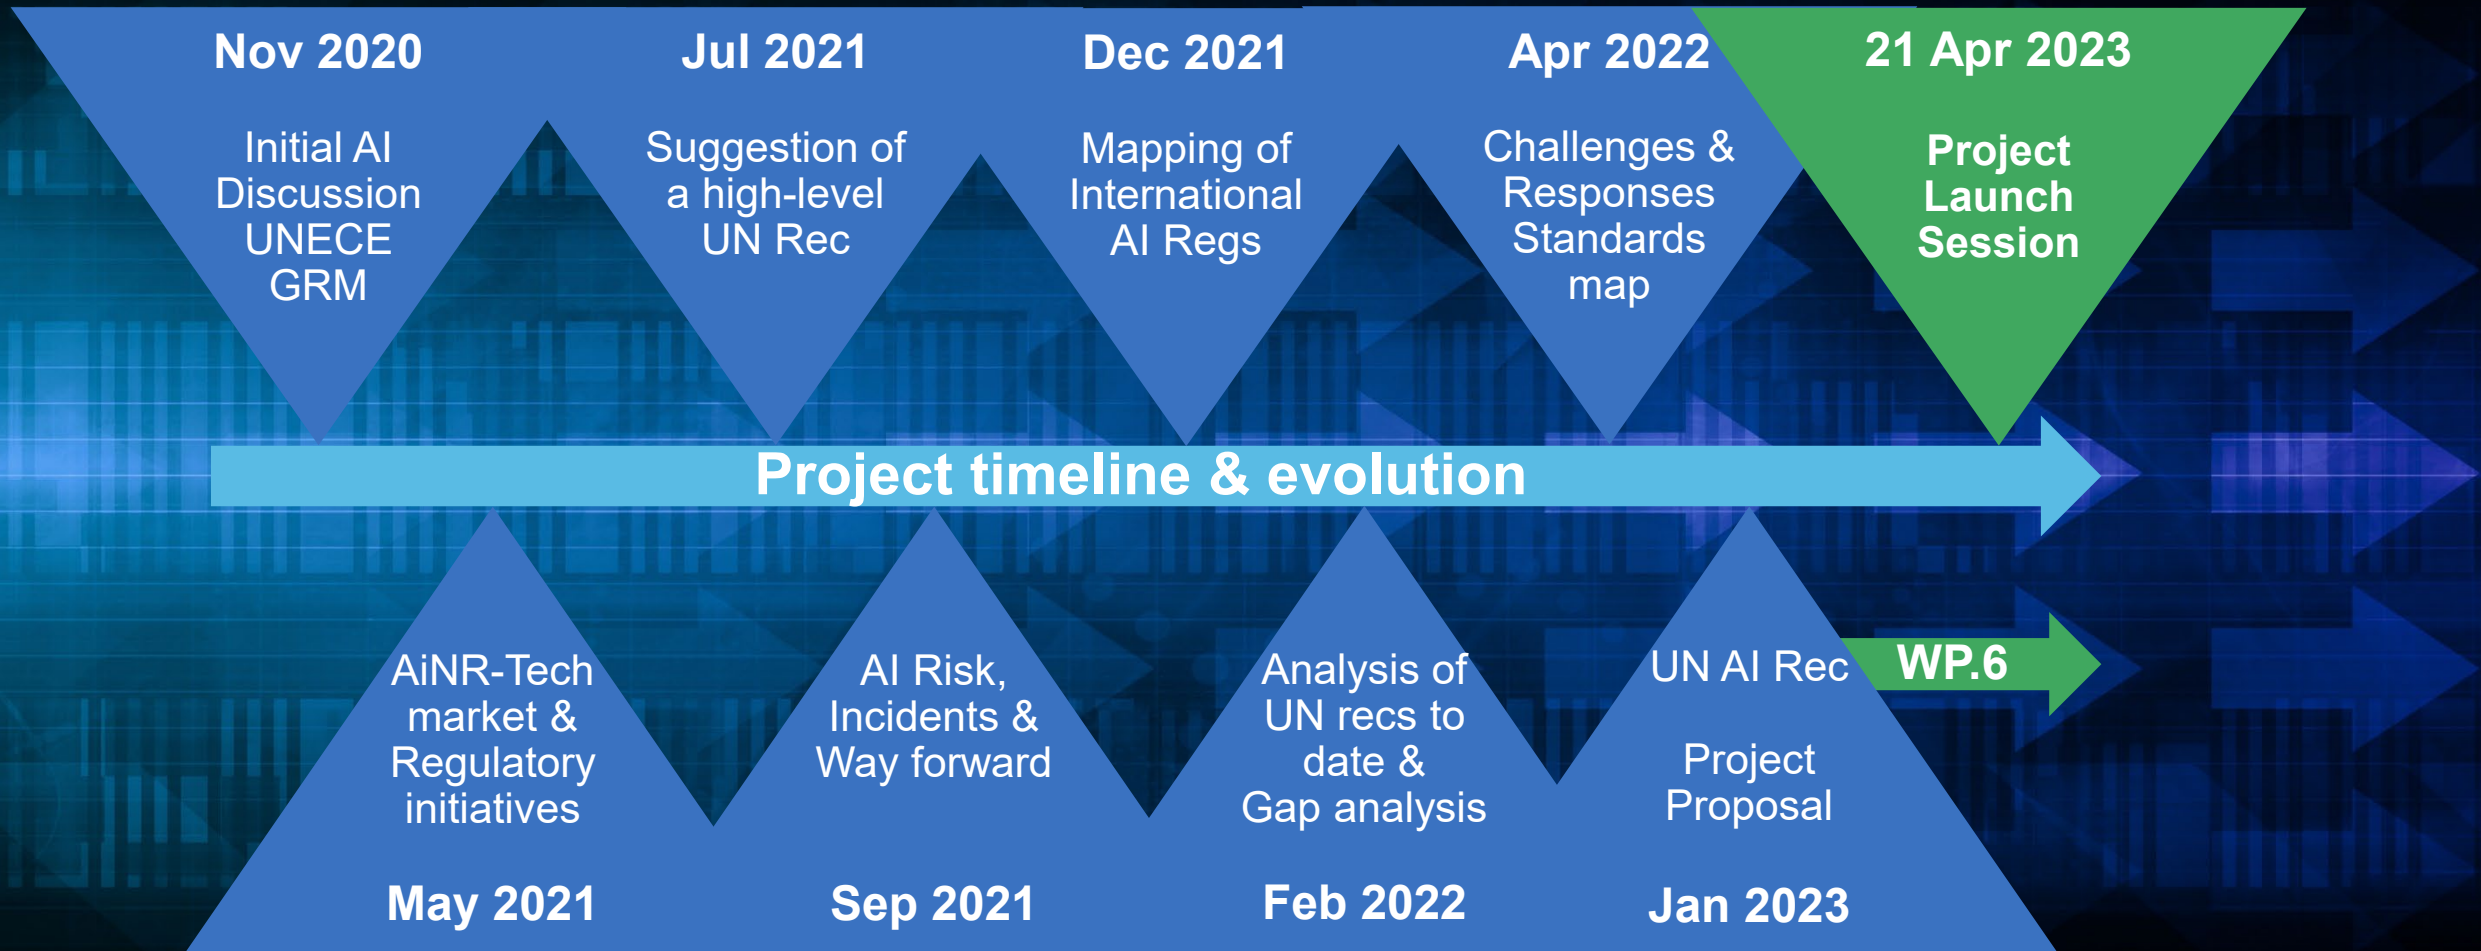 Nov 2020
Initial AI
Discussion
UNECE
GRM
Jul 2021
Suggestion of
a high-level
UN Rec
Dec 2021
Mapping of
International
AI Regs
Apr 2022
Challenges &
Responses
Standards
map
21 Apr 2023
Project
Launch
Session
Project timeline & evolution
AiNR-Tech
market &
Regulatory
initiatives
May 2021
AI Risk,
Incidents &
Way forward
Sep 2021
Analysis of
UN recs to
date &
Gap analysis
Feb 2022
UN AI Rec
Project
Proposal
Jan 2023
WP.6